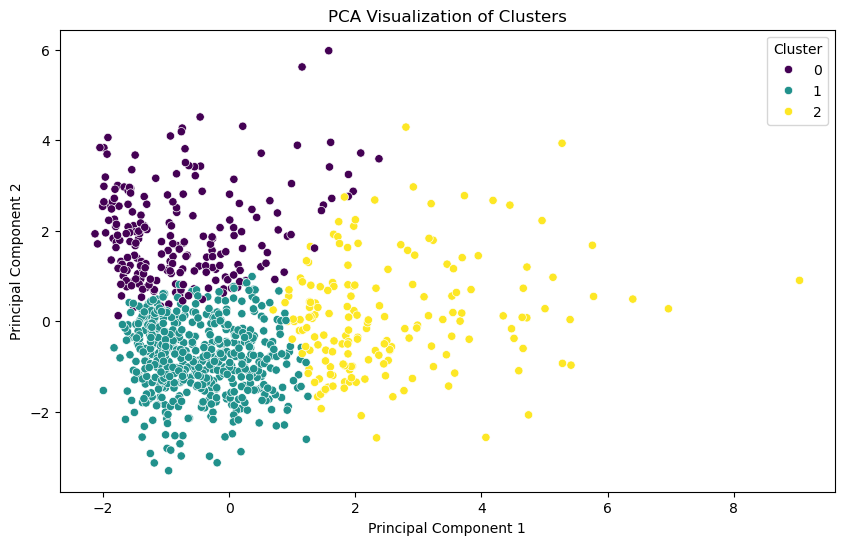 PCA Visualization of Clusters
Cluster
0
1
2
6
4
2
0
−2
Principal Component 2
−2 0 2 4 6 8
Principal Component 1